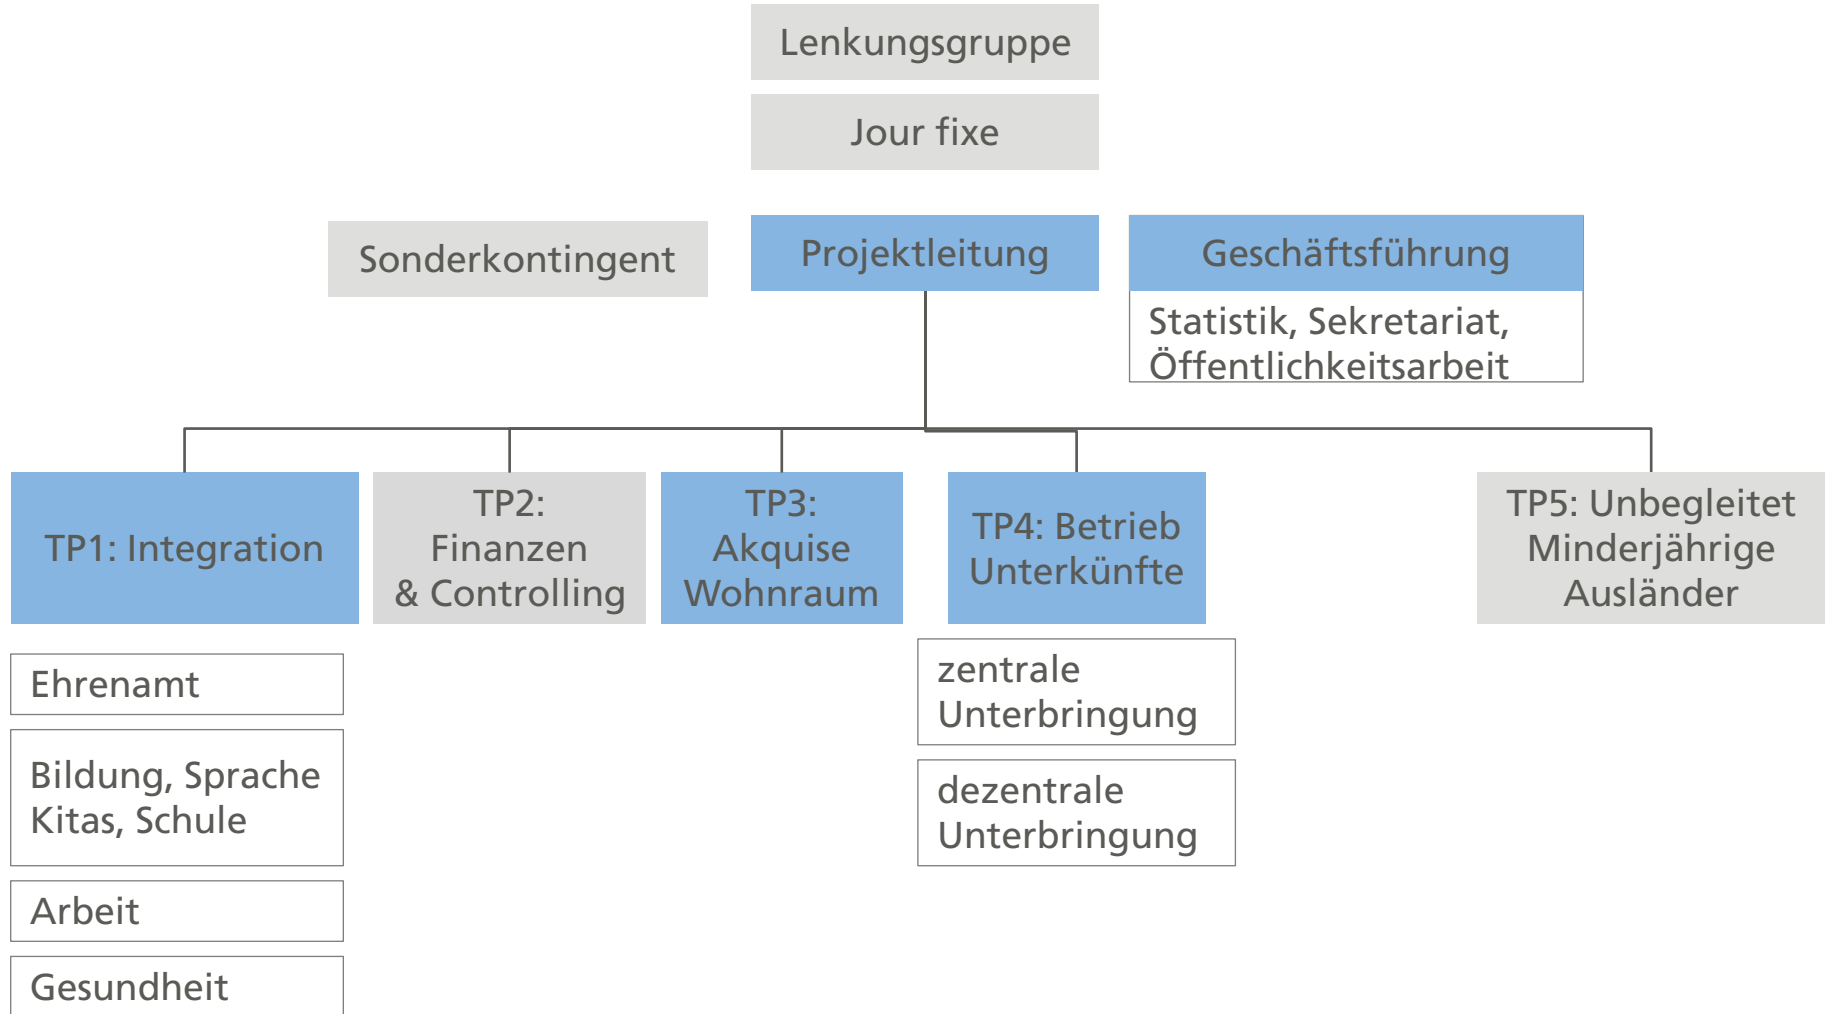 Lenkungsgruppe
Jour fixe
Sonderkontingent
Projektleitung
Geschäftsführung
Statistik, Sekretariat,
Öffentlichkeitsarbeit
TP1: Integration
TP2:
Finanzen
& Controlling
TP3:
Akquise
Wohnraum
TP4: Betrieb
Unterkünfte
TP5: Unbegleitet
Minderjährige
Ausländer
Ehrenamt
Bildung, Sprache
Kitas, Schule
Arbeit
Gesundheit
zentrale
Unterbringung
dezentrale
Unterbringung